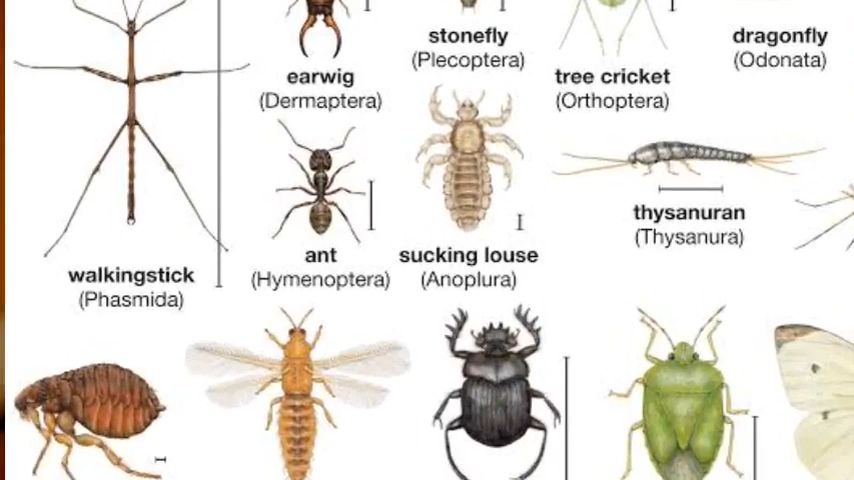 stonefly
(Plecoptera)
dragonfly
(Odonata)
earwig
(Dermaptera)
tree cricket
(Orthoptera)
thysanuran
(Thysanura)
ant
(Hymenoptera)
sucking louse
(Anoplura)
walkingstick
(Phasmida)